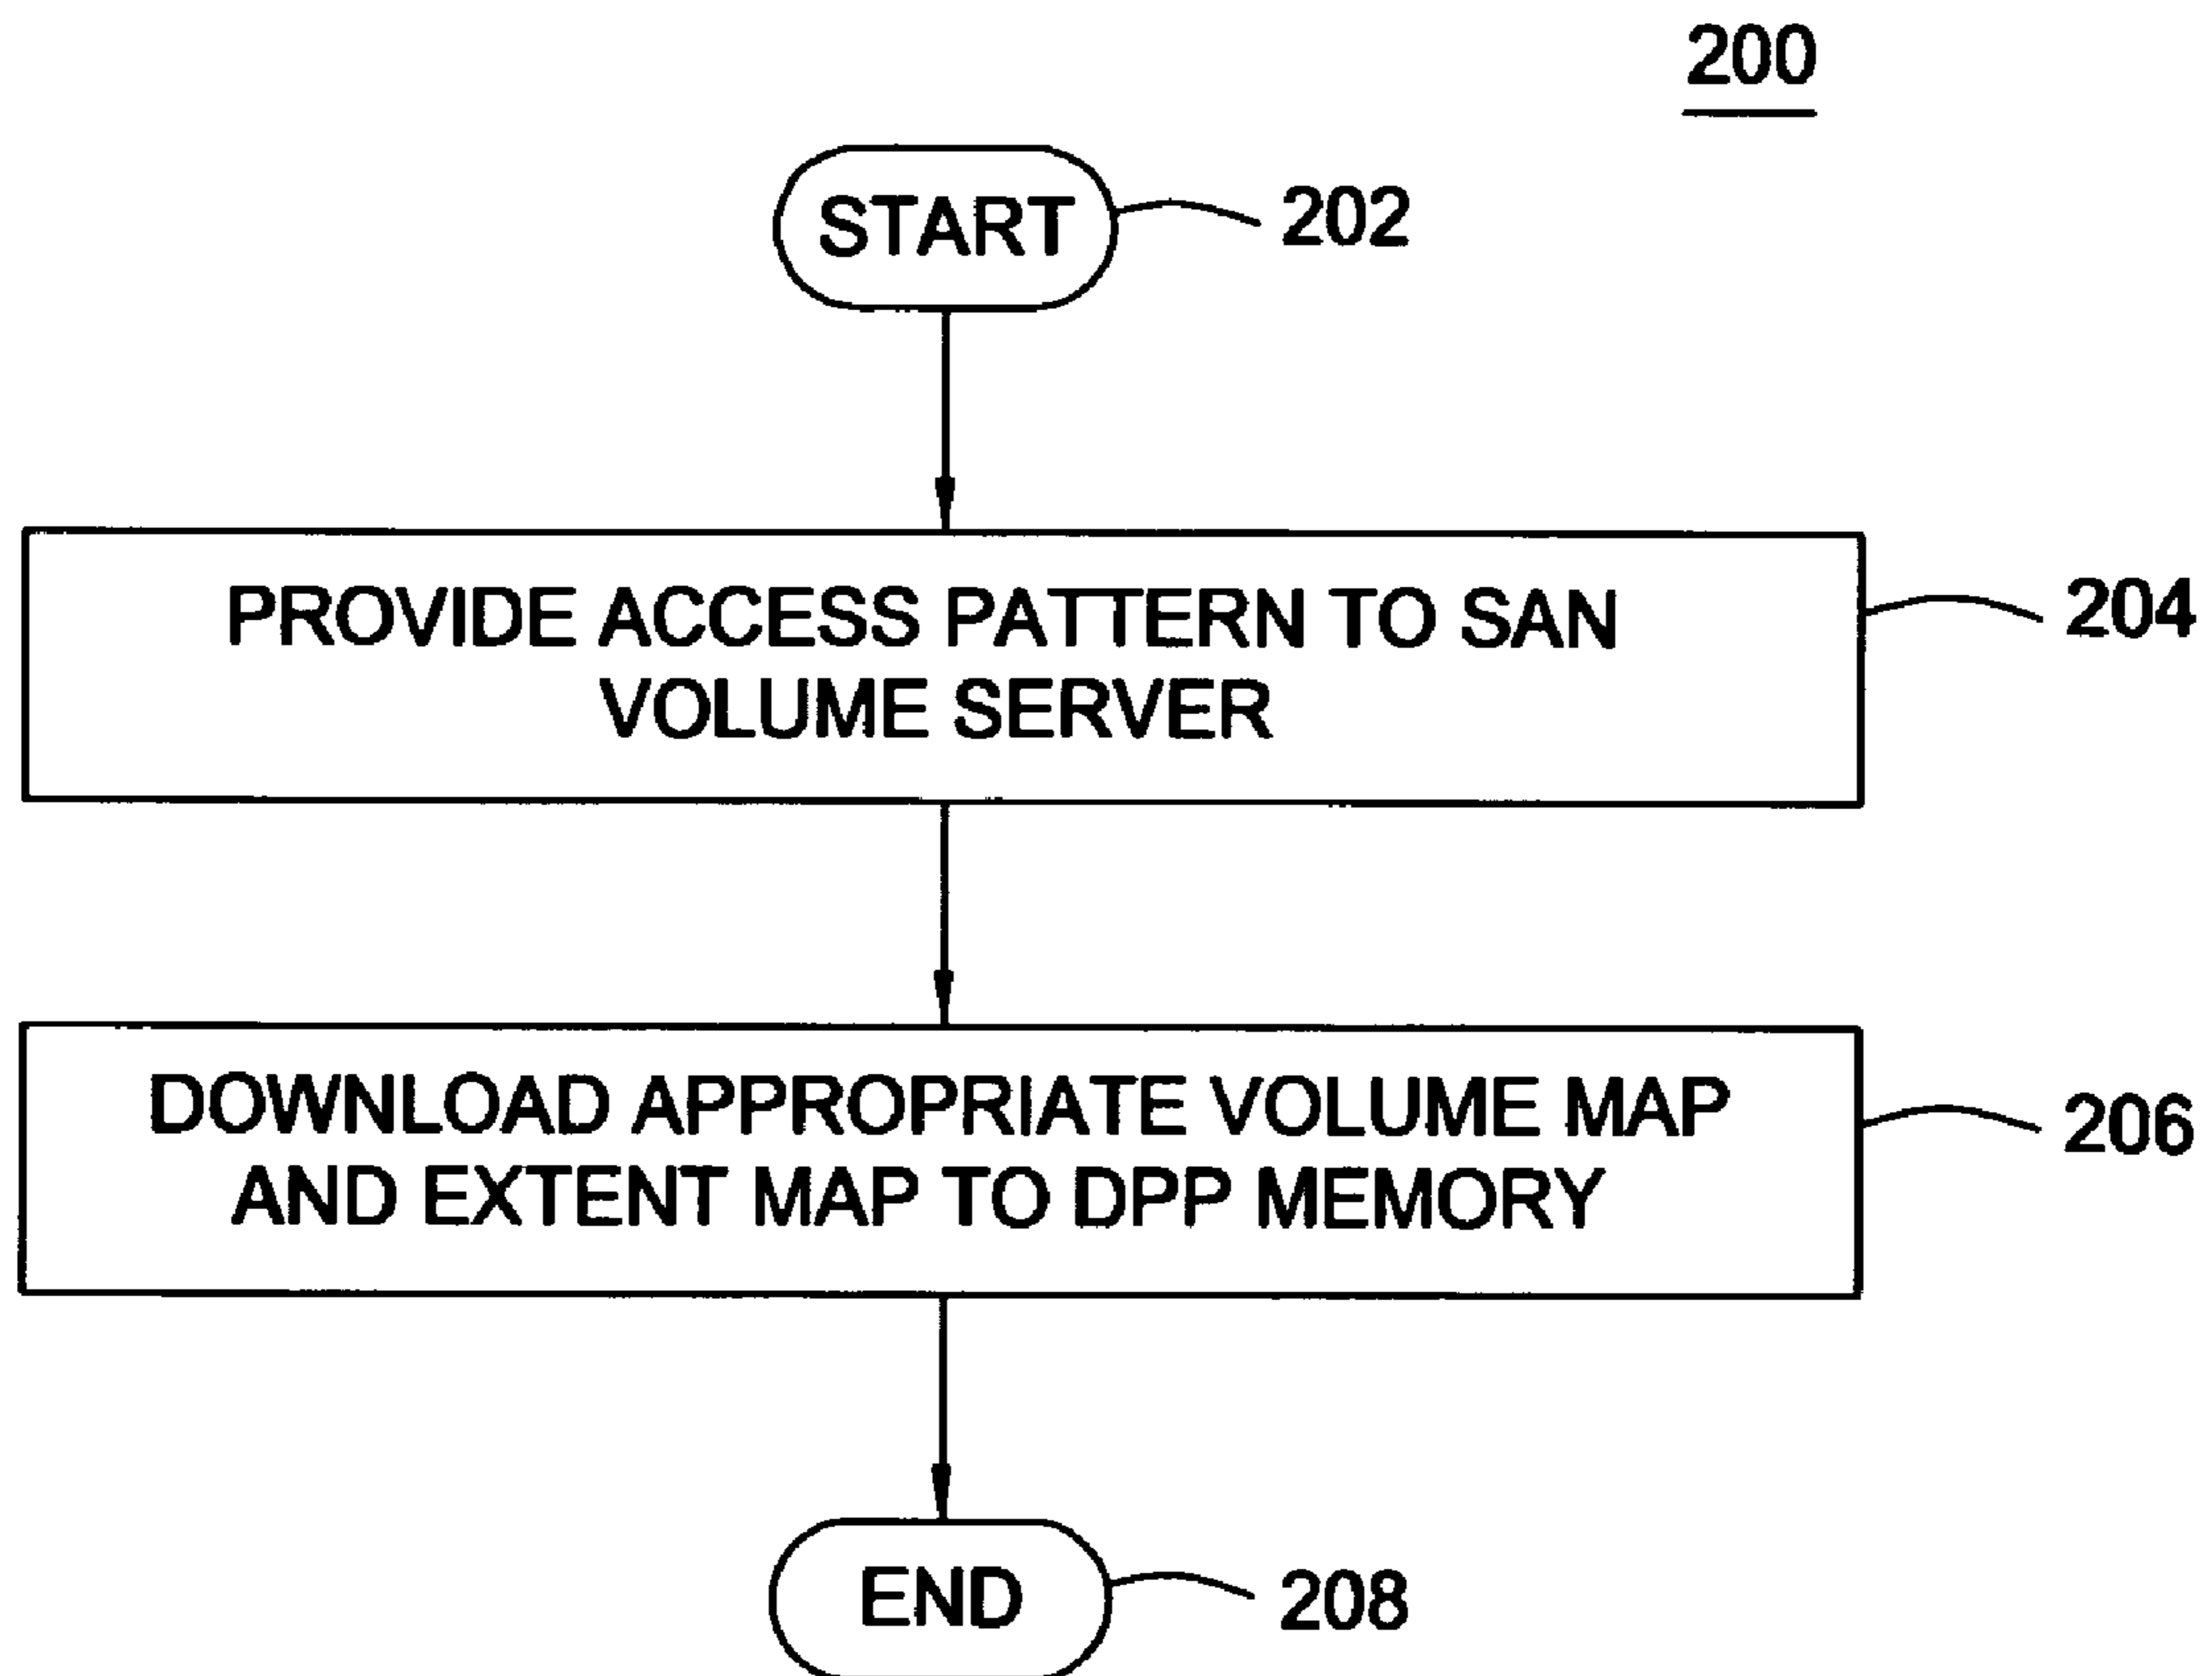 200
START
202
PROVIDE ACCESS PATTERN TO SAN
VOLUME SERVER
204
DOWNLOAD APPROPRIATE VOLUME MAP
AND EXTENT MAP TO DPP MEMORY
206
END
208